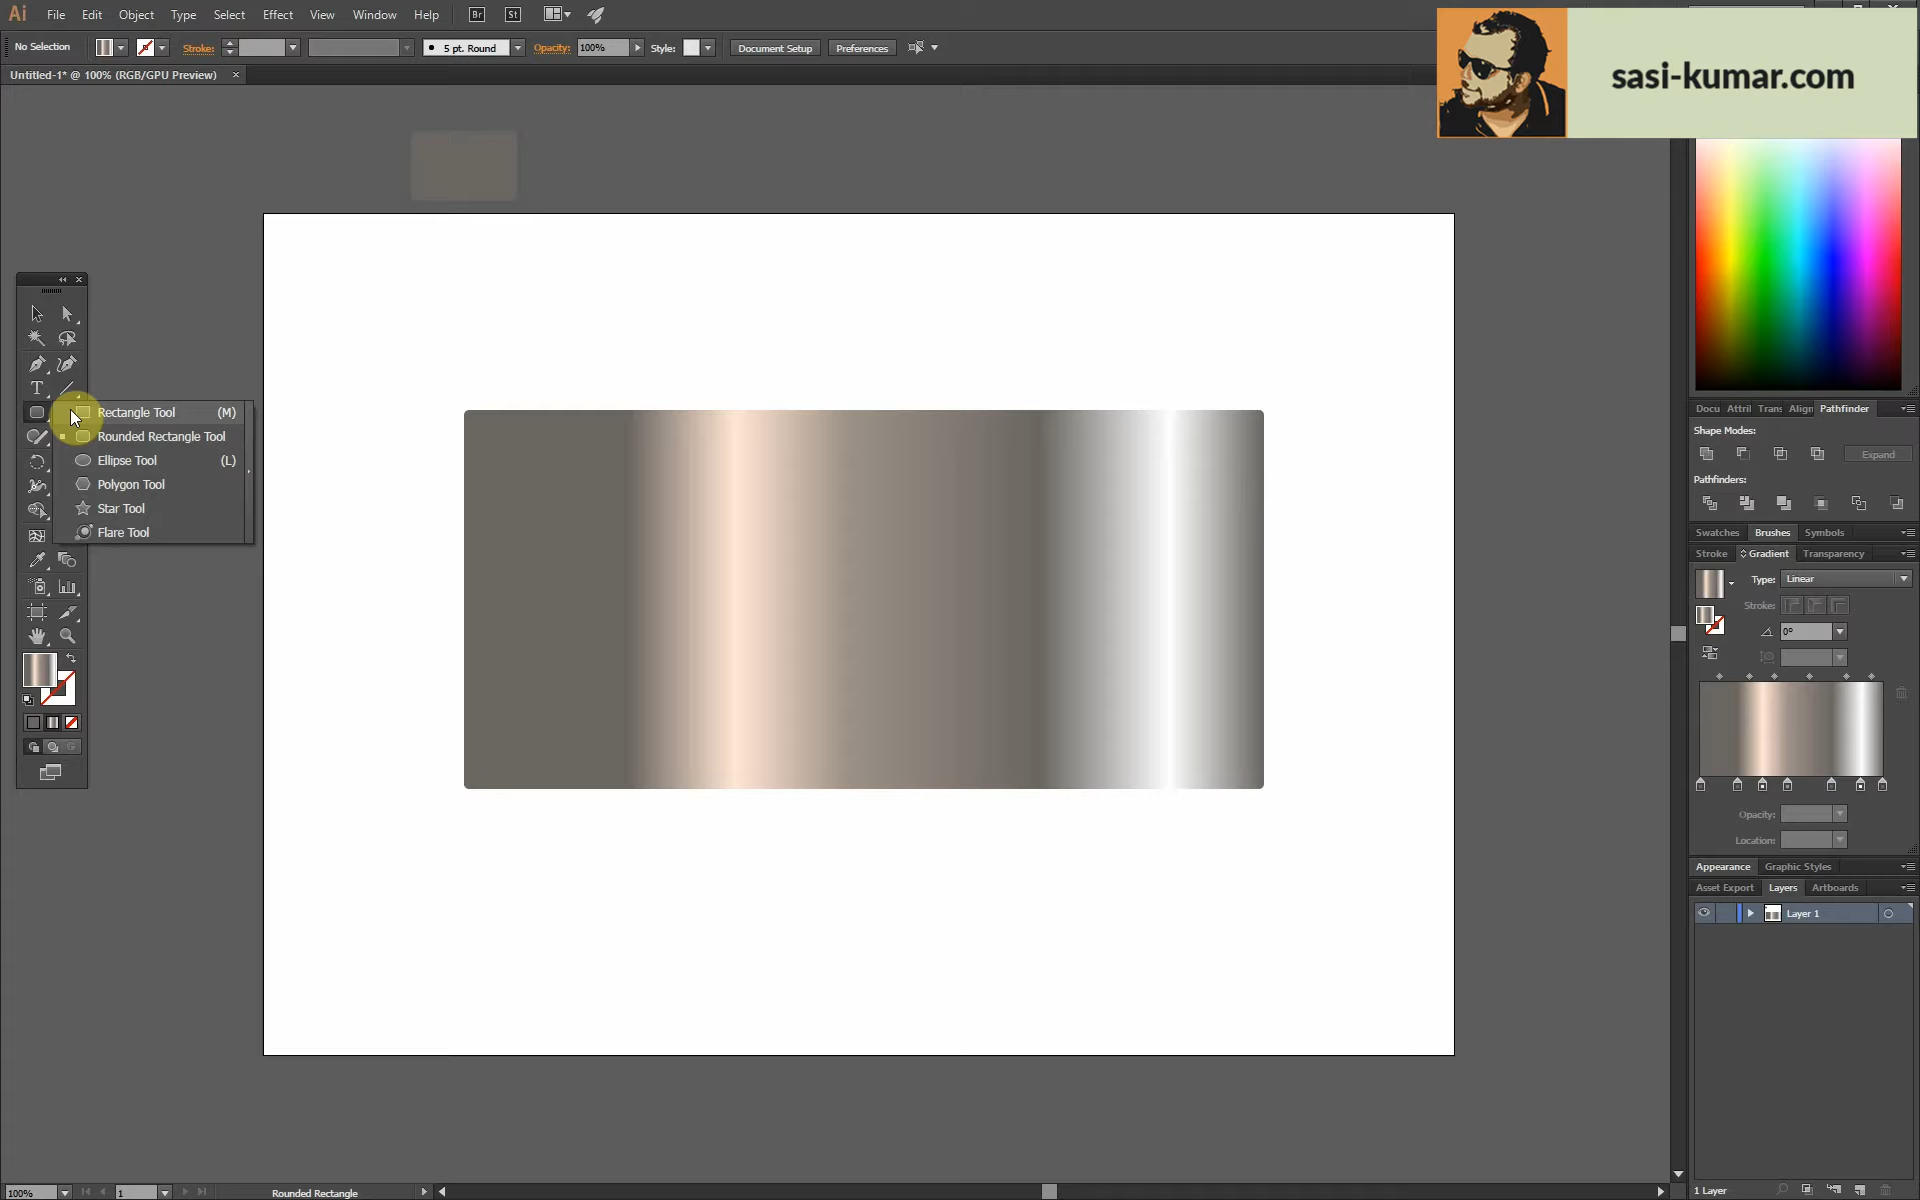 Ai File Edit Object Type Select Effect View Window Help Br St
No Selection Stroke: 5 pt. Round Opacity: 100% Style: Document Setup Preferences
sasi-kumar.com
Untitled-1* @ 100% (RGB/GPU Preview)
Rectangle Tool (M)
Rounded Rectangle Tool
Ellipse Tool (L)
Polygon Tool
Star Tool
Flare Tool
Docu Attril Trans Align Pathfinder
Shape Modes:
Expand
Pathfinders:
Swatches Brushes Symbols
Stroke Gradient Transparency
Type: Linear
Stroke:
0°
Opacity:
Location:
Appearance Graphic Styles
Asset Export Layers Artboards
Layer 1
1 Layer
100% 1 Rounded Rectangle